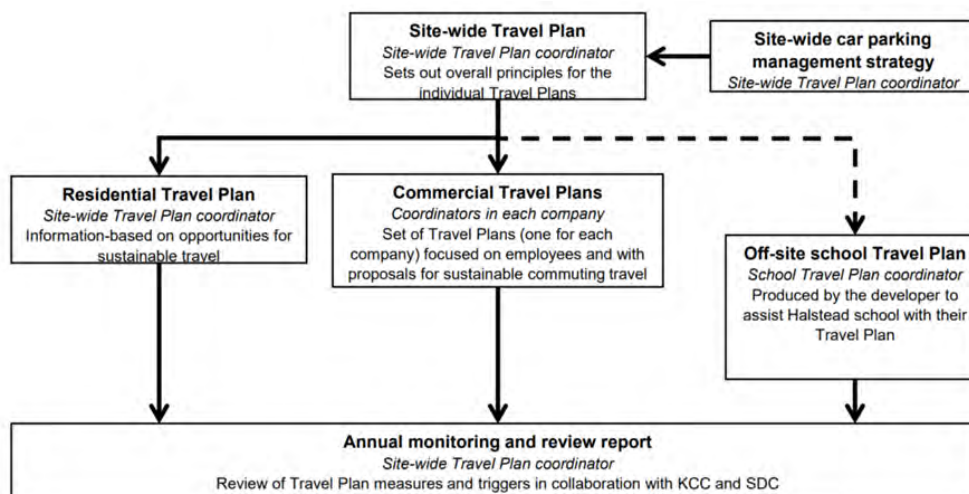 Site-wide Travel Plan
Site-wide Travel Plan coordinator
Sets out overall principles for the
individual Travel Plans
Site-wide car parking
management strategy
Site-wide Travel Plan coordinator
Residential Travel Plan
Site-wide Travel Plan coordinator
Information-based on opportunities for
sustainable travel
Commercial Travel Plans
Coordinators in each company
Set of Travel Plans (one for each
company) focused on employees and with
proposals for sustainable commuting travel
Off-site school Travel Plan
School Travel Plan coordinator
Produced by the developer to
assist Halstead school with their
Travel Plan
Annual monitoring and review report
Site-wide Travel Plan coordinator
Review of Travel Plan measures and triggers in collaboration with KCC and SDC